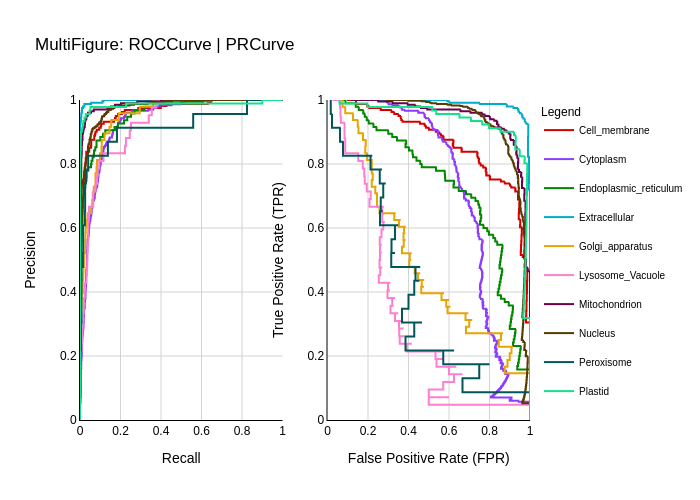 MultiFigure: ROCCurve | PRCurve
Precision
1
0.8
0.6
0.4
0.2
0
0
0.2
0.4
0.6
0.8
1
Recall
True Positive Rate (TPR)
1
0.8
0.6
0.4
0.2
0
0
0.2
0.4
0.6
0.8
1
False Positive Rate (FPR)
Legend
Cell_membrane
Cytoplasm
Endoplasmic_reticulum
Extracellular
Golgi_apparatus
Lysosome_Vacuole
Mitochondrion
Nucleus
Peroxisome
Plastid